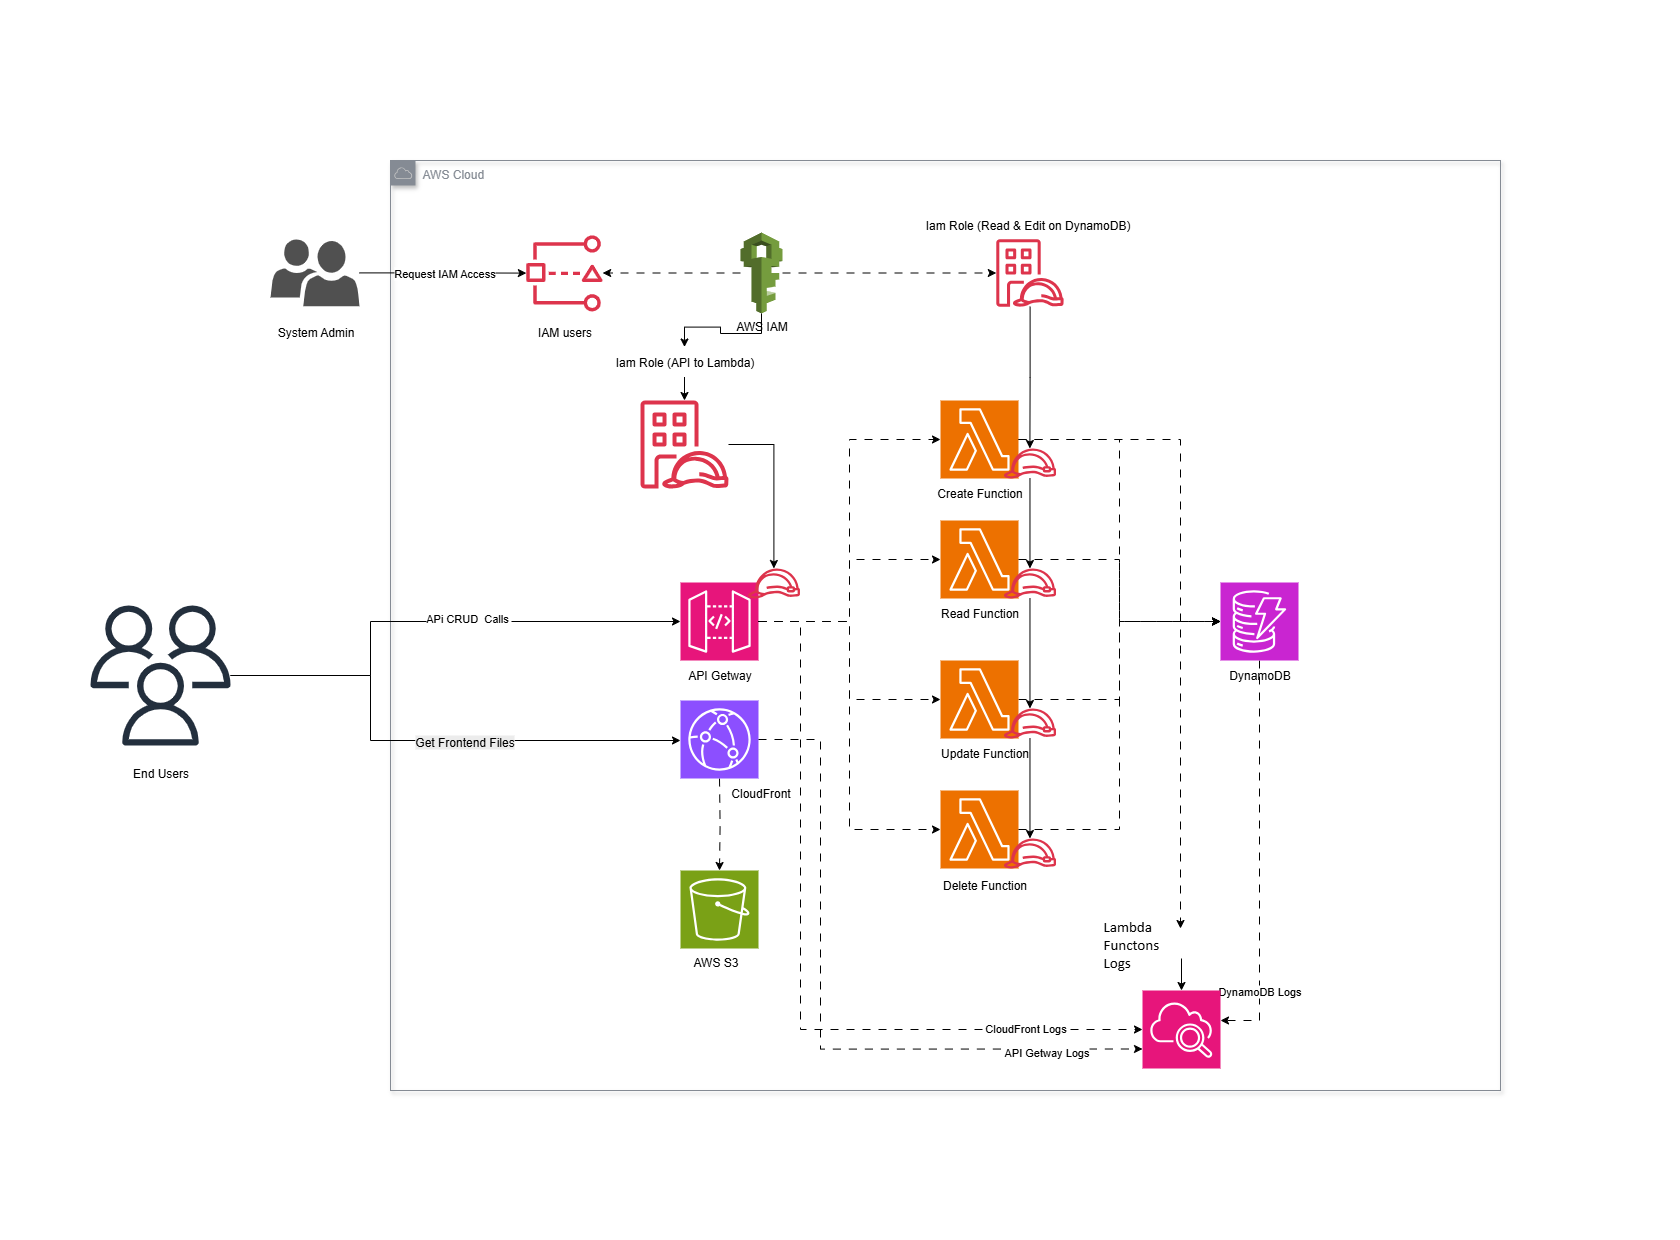 AWS Cloud
Iam Role (Read & Edit on DynamoDB)
Request IAM Access
System Admin
IAM users
AWS IAM
Iam Role (API to Lambda)
Create Function
Read Function
APi CRUD  Calls
API Getway
DynamoDB
Get Frontend Files
Update Function
End Users
CloudFront
Delete Function
Lambda
Functons
Logs
AWS S3
DynamoDB Logs
CloudFront Logs
API Getway Logs